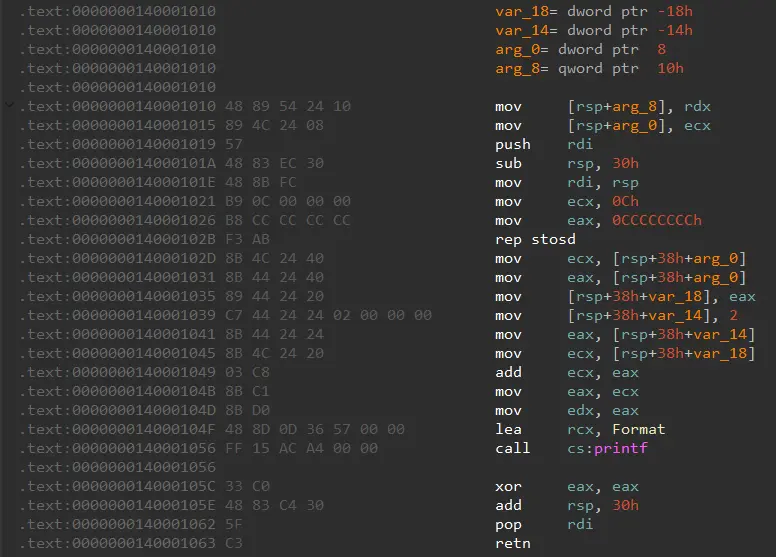 .text:0000000140001010 var_18= dword ptr -18h
.text:0000000140001010 var_14= dword ptr -14h
.text:0000000140001010 arg_0= dword ptr  8
.text:0000000140001010 arg_8= qword ptr  10h
.text:0000000140001010
.text:0000000140001010 48 89 54 24 10 mov [rsp+arg_8], rdx
.text:0000000140001015 89 4C 24 08 mov [rsp+arg_0], ecx
.text:0000000140001019 57 push rdi
.text:000000014000101A 48 83 EC 30 sub rsp, 30h
.text:000000014000101E 48 8B FC mov rdi, rsp
.text:0000000140001021 B9 0C 00 00 00 mov ecx, 0Ch
.text:0000000140001026 B8 CC CC CC CC mov eax, 0CCCCCCCCh
.text:000000014000102B F3 AB rep stosd
.text:000000014000102D 8B 4C 24 40 mov ecx, [rsp+38h+arg_0]
.text:0000000140001031 8B 44 24 40 mov eax, [rsp+38h+arg_0]
.text:0000000140001035 89 44 24 20 mov [rsp+38h+var_18], eax
.text:0000000140001039 C7 44 24 24 02 00 00 00 mov [rsp+38h+var_14], 2
.text:0000000140001041 8B 44 24 24 mov eax, [rsp+38h+var_14]
.text:0000000140001045 8B 4C 24 20 mov ecx, [rsp+38h+var_18]
.text:0000000140001049 03 C8 add ecx, eax
.text:000000014000104B 8B C1 mov eax, ecx
.text:000000014000104D 8B D0 mov edx, eax
.text:000000014000104F 48 8D 0D 36 57 00 00 lea rcx, Format
.text:0000000140001056 FF 15 AC A4 00 00 call cs:printf
.text:0000000140001056
.text:000000014000105C 33 C0 xor eax, eax
.text:000000014000105E 48 83 C4 30 add rsp, 30h
.text:0000000140001062 5F pop rdi
.text:0000000140001063 C3 retn